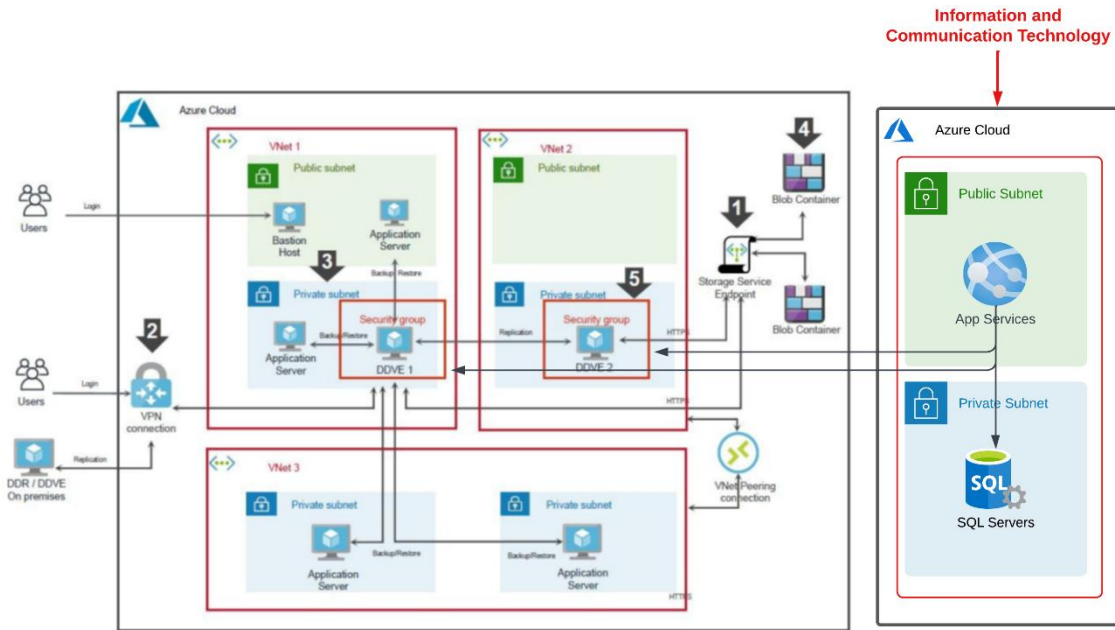 Information and
Communication Technology
Azure Cloud
VNet 1
Public subnet
Login
Users
Bastion
Host
Application
Server
3
Backup/Restore
Private subnet
Security group
Backup/Restore
Application
Server
DDVE 1
VNet 2
Public subnet
5
Private subnet
Security group
Replication
DDVE 2
HTTPS
HTTPS
4
Blob Container
1
Storage Service
Endpoint
Blob Container
2
Users
Login
VPN
connection
DDR / DDVE
On premises
Replication
VNet 3
Private subnet
Application
Server
Backup/Restore
Private subnet
Backup/Restore
Application
Server
HTTPS
VNet Peering
connection
Azure Cloud
Public Subnet
App Services
Private Subnet
SQL
SQL Servers